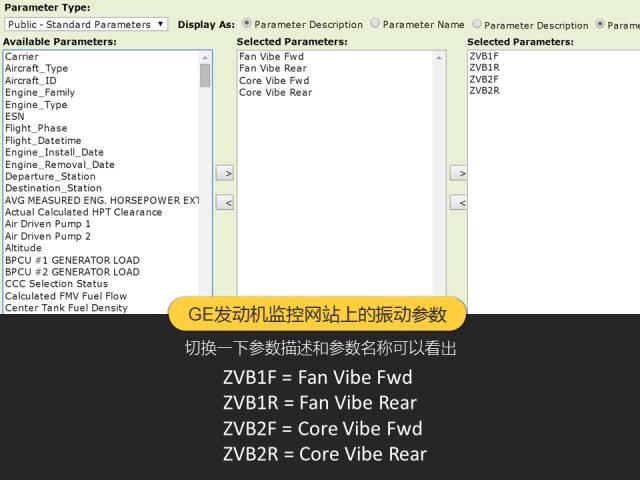 Parameter Type:
Public - Standard Parameters
Display As: Parameter Description Parameter Name Parameter Description Parame
Available Parameters:
Carrier
Aircraft_Type
Aircraft_ID
Engine_Family
Engine_Type
ESN
Flight_Phase
Flight_Datetime
Engine_Install_Date
Engine_Removal_Date
Departure_Station
Destination_Station
AVG MEASURED ENG. HORSEPOWER EXT
Actual Calculated HPT Clearance
Air Driven Pump 1
Air Driven Pump 2
Altitude
BPCU #1 GENERATOR LOAD
BPCU #2 GENERATOR LOAD
CCC Selection Status
Calculated FMV Fuel Flow
Center Tank Fuel Density
>
<
Selected Parameters:
Fan Vibe Fwd
Fan Vibe Rear
Core Vibe Fwd
Core Vibe Rear
>
<
Selected Parameters:
ZVB1F
ZVB1R
ZVB2F
ZVB2R
GE发动机监控网站上的振动参数
切换一下参数描述和参数名称可以看出
ZVB1F = Fan Vibe Fwd
ZVB1R = Fan Vibe Rear
ZVB2F = Core Vibe Fwd
ZVB2R = Core Vibe Rear